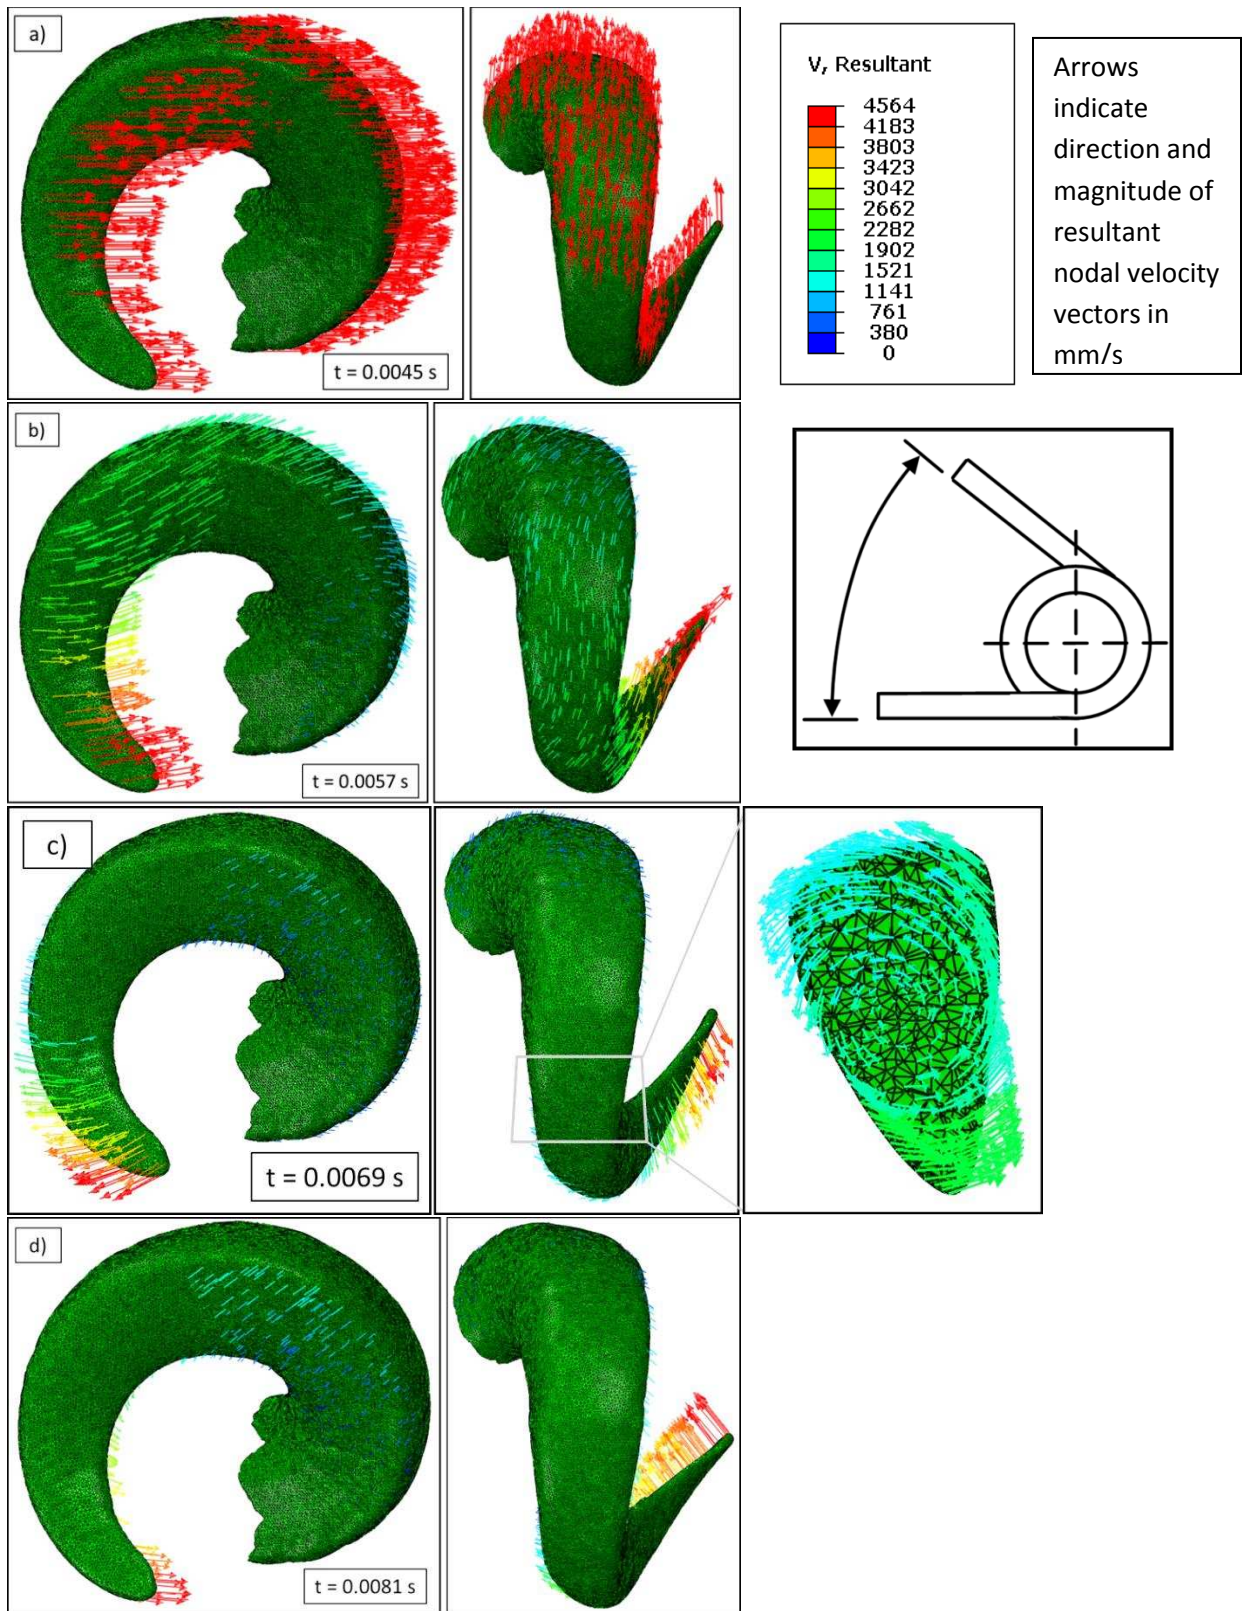 a)
t = 0.0045 s
V, Resultant
4564
4183
3803
3423
3042
2662
2282
1902
1521
1141
761
380
0
Arrows
indicate
direction and
magnitude of
resultant
nodal velocity
vectors in
mm/s
b)
t = 0.0057 s
c)
t = 0.0069 s
d)
t = 0.0081 s